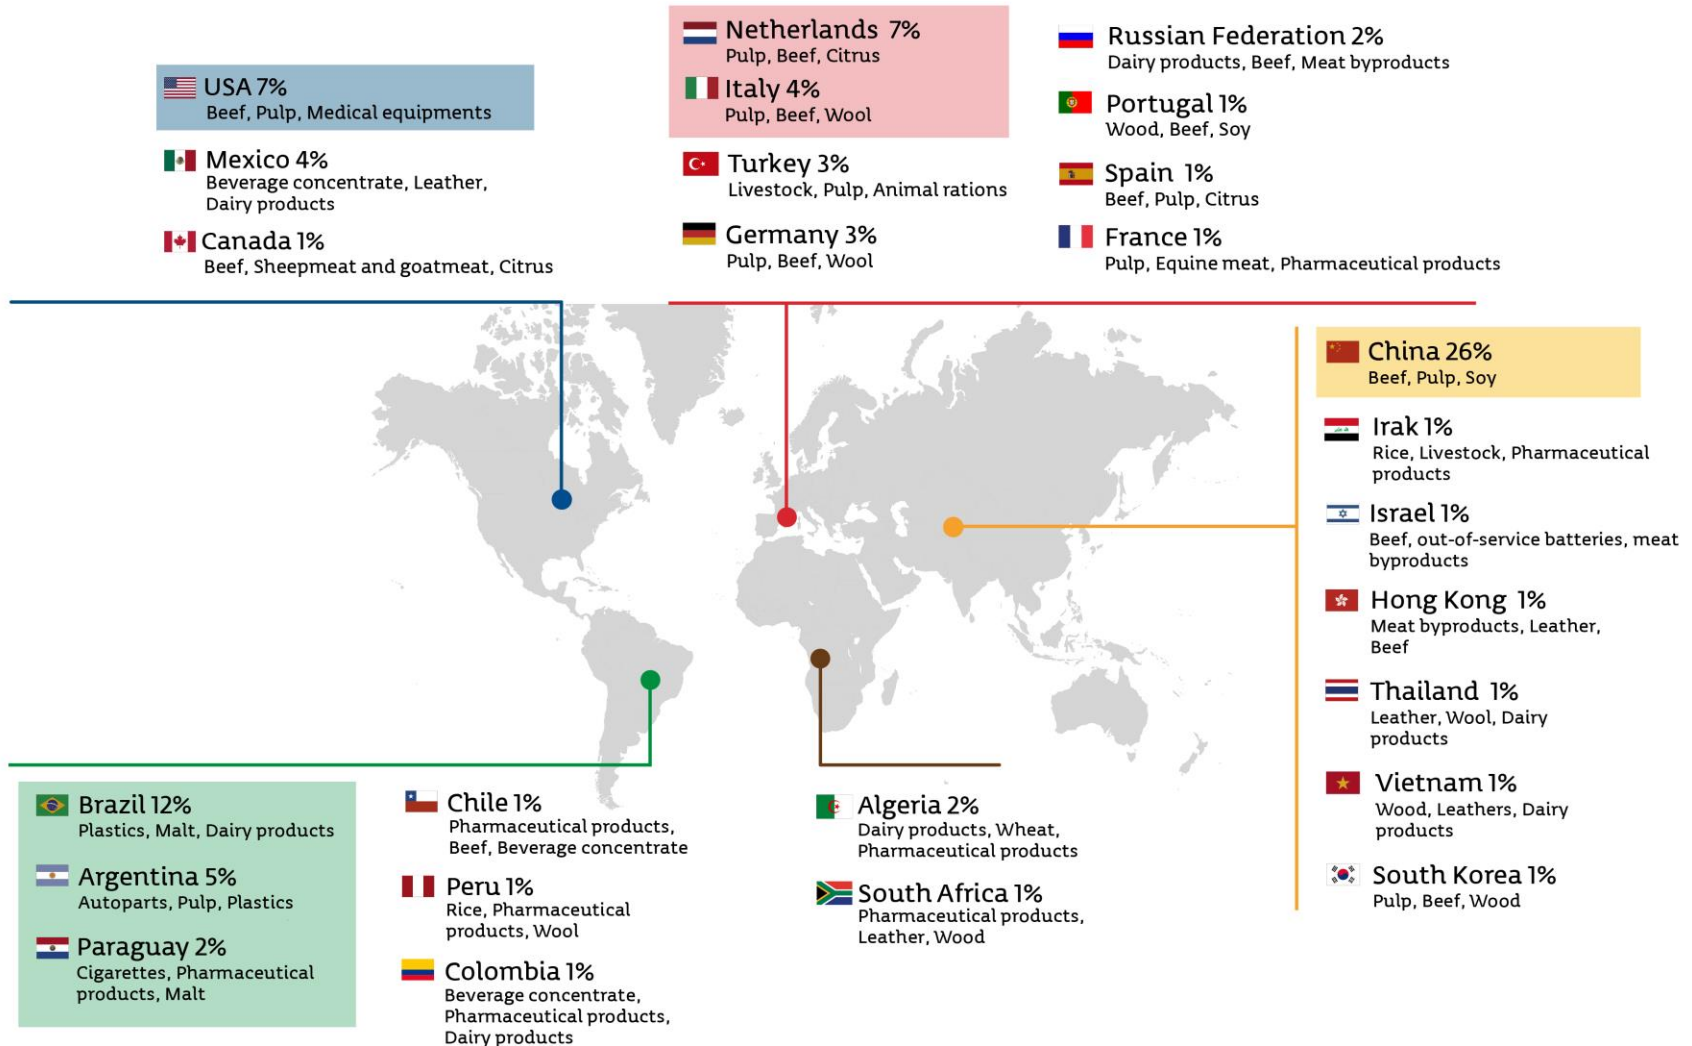 USA 7%
Beef, Pulp, Medical equipments
Mexico 4%
Beverage concentrate, Leather,
Dairy products
Canada 1%
Beef, Sheepmeat and goatmeat, Citrus
Netherlands 7%
Pulp, Beef, Citrus
Italy 4%
Pulp, Beef, Wool
Turkey 3%
Livestock, Pulp, Animal rations
Germany 3%
Pulp, Beef, Wool
Russian Federation 2%
Dairy products, Beef, Meat byproducts
Portugal 1%
Wood, Beef, Soy
Spain 1%
Beef, Pulp, Citrus
France 1%
Pulp, Equine meat, Pharmaceutical products
China 26%
Beef, Pulp, Soy
Irak 1%
Rice, Livestock, Pharmaceutical
products
Israel 1%
Beef, out-of-service batteries, meat
byproducts
Hong Kong 1%
Meat byproducts, Leather,
Beef
Thailand 1%
Leather, Wool, Dairy
products
Vietnam 1%
Wood, Leathers, Dairy
products
South Korea 1%
Pulp, Beef, Wood
Brazil 12%
Plastics, Malt, Dairy products
Argentina 5%
Autoparts, Pulp, Plastics
Paraguay 2%
Cigarettes, Pharmaceutical
products, Malt
Chile 1%
Pharmaceutical products,
Beef, Beverage concentrate
Peru 1%
Rice, Pharmaceutical
products, Wool
Colombia 1%
Beverage concentrate,
Pharmaceutical products,
Dairy products
Algeria 2%
Dairy products, Wheat,
Pharmaceutical products
South Africa 1%
Pharmaceutical products,
Leather, Wood